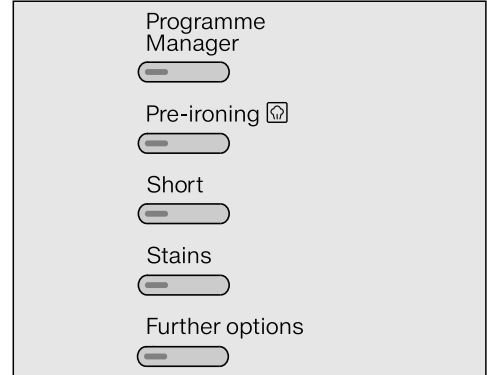 Programme
Manager
Pre-ironing
Short
Stains
Further options